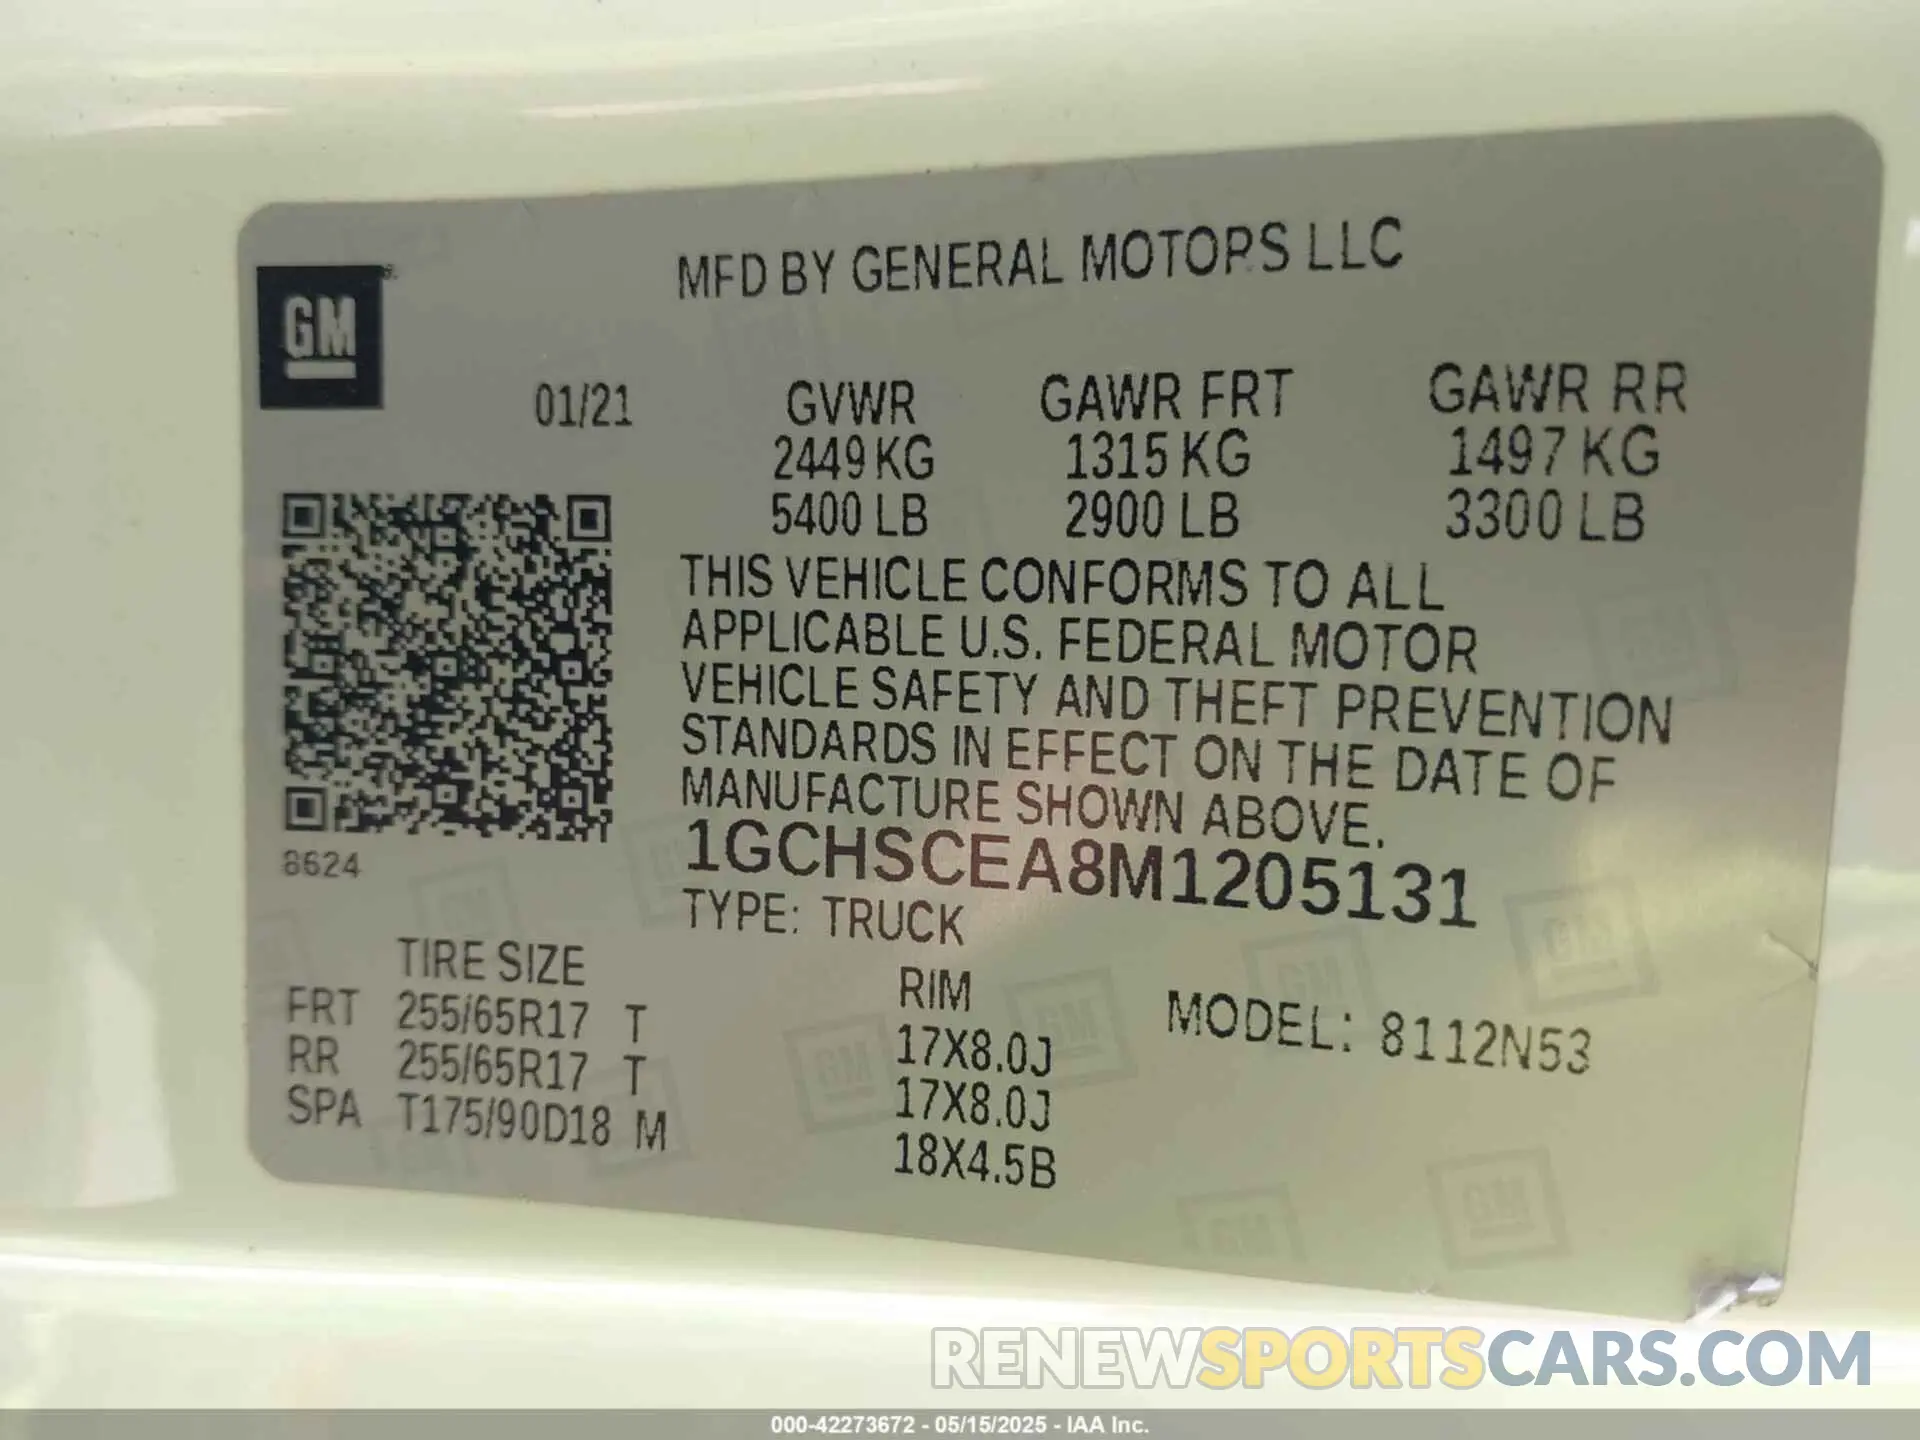 MFD BY GENERAL MOTORS LLC
GM
01/21
GVWR GAWR FRT GAWR RR
2449 KG 1315 KG 1497 KG
5400 LB 2900 LB 3300 LB
THIS VEHICLE CONFORMS TO ALL
APPLICABLE U.S. FEDERAL MOTOR
VEHICLE SAFETY AND THEFT PREVENTION
STANDARDS IN EFFECT ON THE DATE OF
MANUFACTURE SHOWN ABOVE.
1GCHSCEA8M1205131
8624
TYPE: TRUCK
TIRE SIZE RIM
FRT 255/65R17 T 17X8.0J
RR 255/65R17 T 17X8.0J
SPA T175/90D18 M 18X4.5B
MODEL: 8112N53
RENEWSPORTSCARS.COM
000-42273672 - 05/15/2025 - IAA Inc.